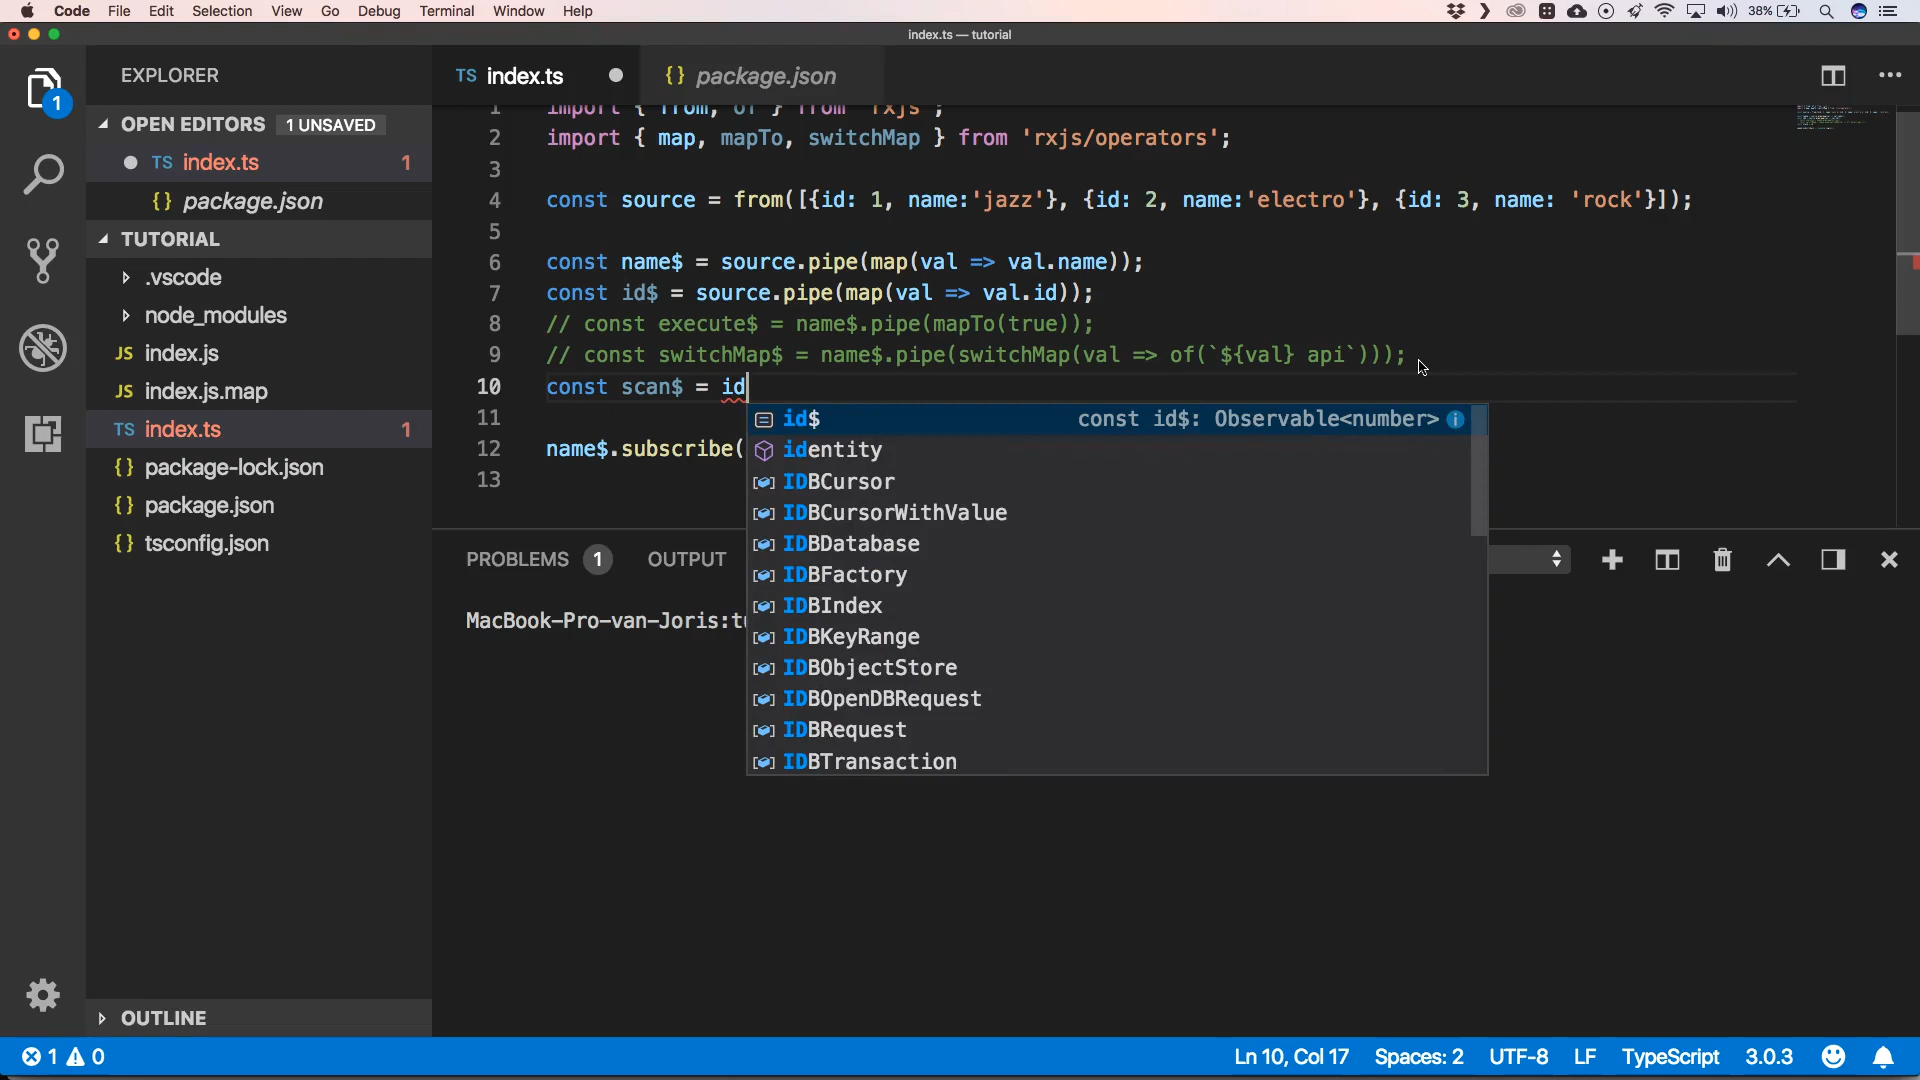 Code File Edit Selection View Go Debug Terminal Window Help 38%
index.ts — tutorial
EXPLORER
TS index.ts
{} package.json
OPEN EDITORS 1 UNSAVED
TS index.ts 1
{} package.json
TUTORIAL
.vscode
node_modules
JS index.js
JS index.js.map
TS index.ts 1
{} package-lock.json
{} package.json
{} tsconfig.json
OUTLINE
1
1 import { from, of } from 'rxjs';
2 import { map, mapTo, switchMap } from 'rxjs/operators';
3
4 const source = from([{id: 1, name:'jazz'}, {id: 2, name:'electro'}, {id: 3, name: 'rock'}]);
5
6 const name$ = source.pipe(map(val => val.name));
7 const id$ = source.pipe(map(val => val.id));
8 // const execute$ = name$.pipe(mapTo(true));
9 // const switchMap$ = name$.pipe(switchMap(val => of(`${val} api`)));
10 const scan$ = id
11
12 name$.subscribe(
13
id$ const id$: Observable<number>
identity
IDBCursor
IDBCursorWithValue
IDBDatabase
IDBFactory
IDBIndex
IDBKeyRange
IDBObjectStore
IDBOpenDBRequest
IDBRequest
IDBTransaction
PROBLEMS 1 OUTPUT
MacBook-Pro-van-Joris:tu
1 0 Ln 10, Col 17 Spaces: 2 UTF-8 LF TypeScript 3.0.3